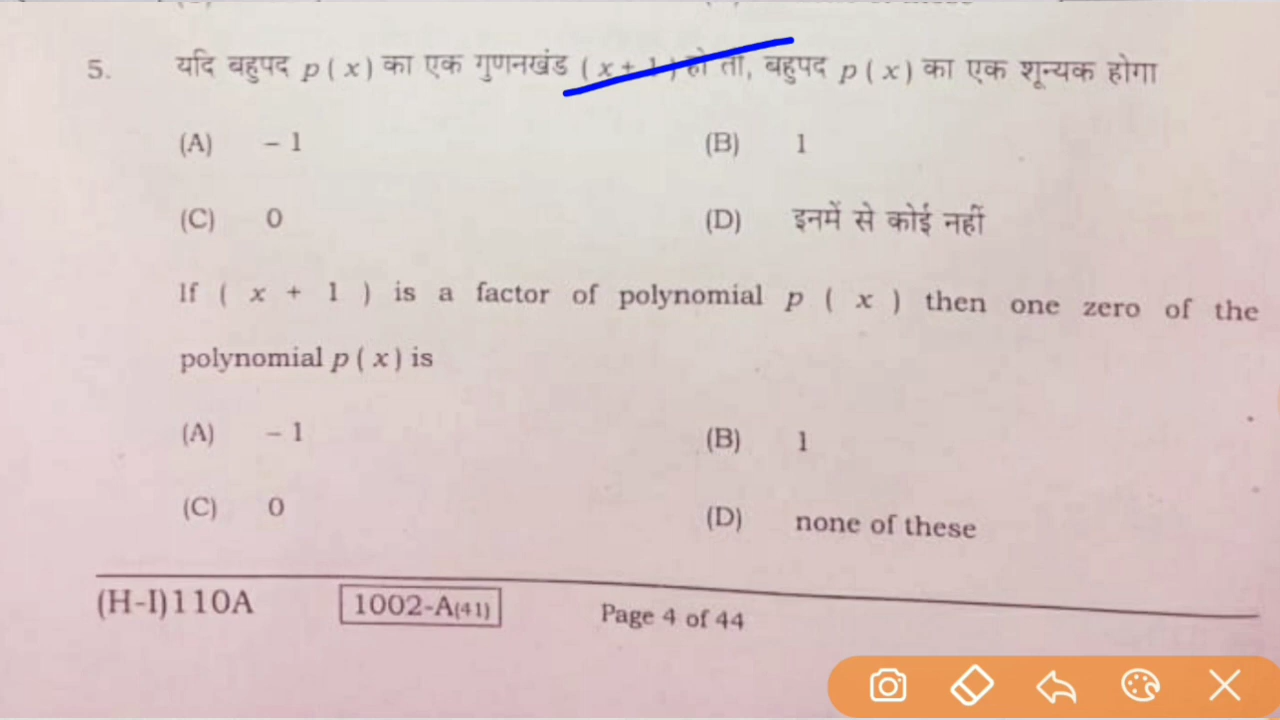 5. यदि बहुपद p ( x ) का एक गुणनखंड ( x + 1 ) हो तो, बहुपद p ( x ) का एक शून्यक होगा
(A) – 1 (B) 1
(C) 0 (D) इनमें से कोई नहीं
If ( x + 1 ) is a factor of polynomial p ( x ) then one zero of the
polynomial p ( x ) is
(A) – 1 (B) 1
(C) 0 (D) none of these
(H-I)110A 1002-A(41) Page 4 of 44